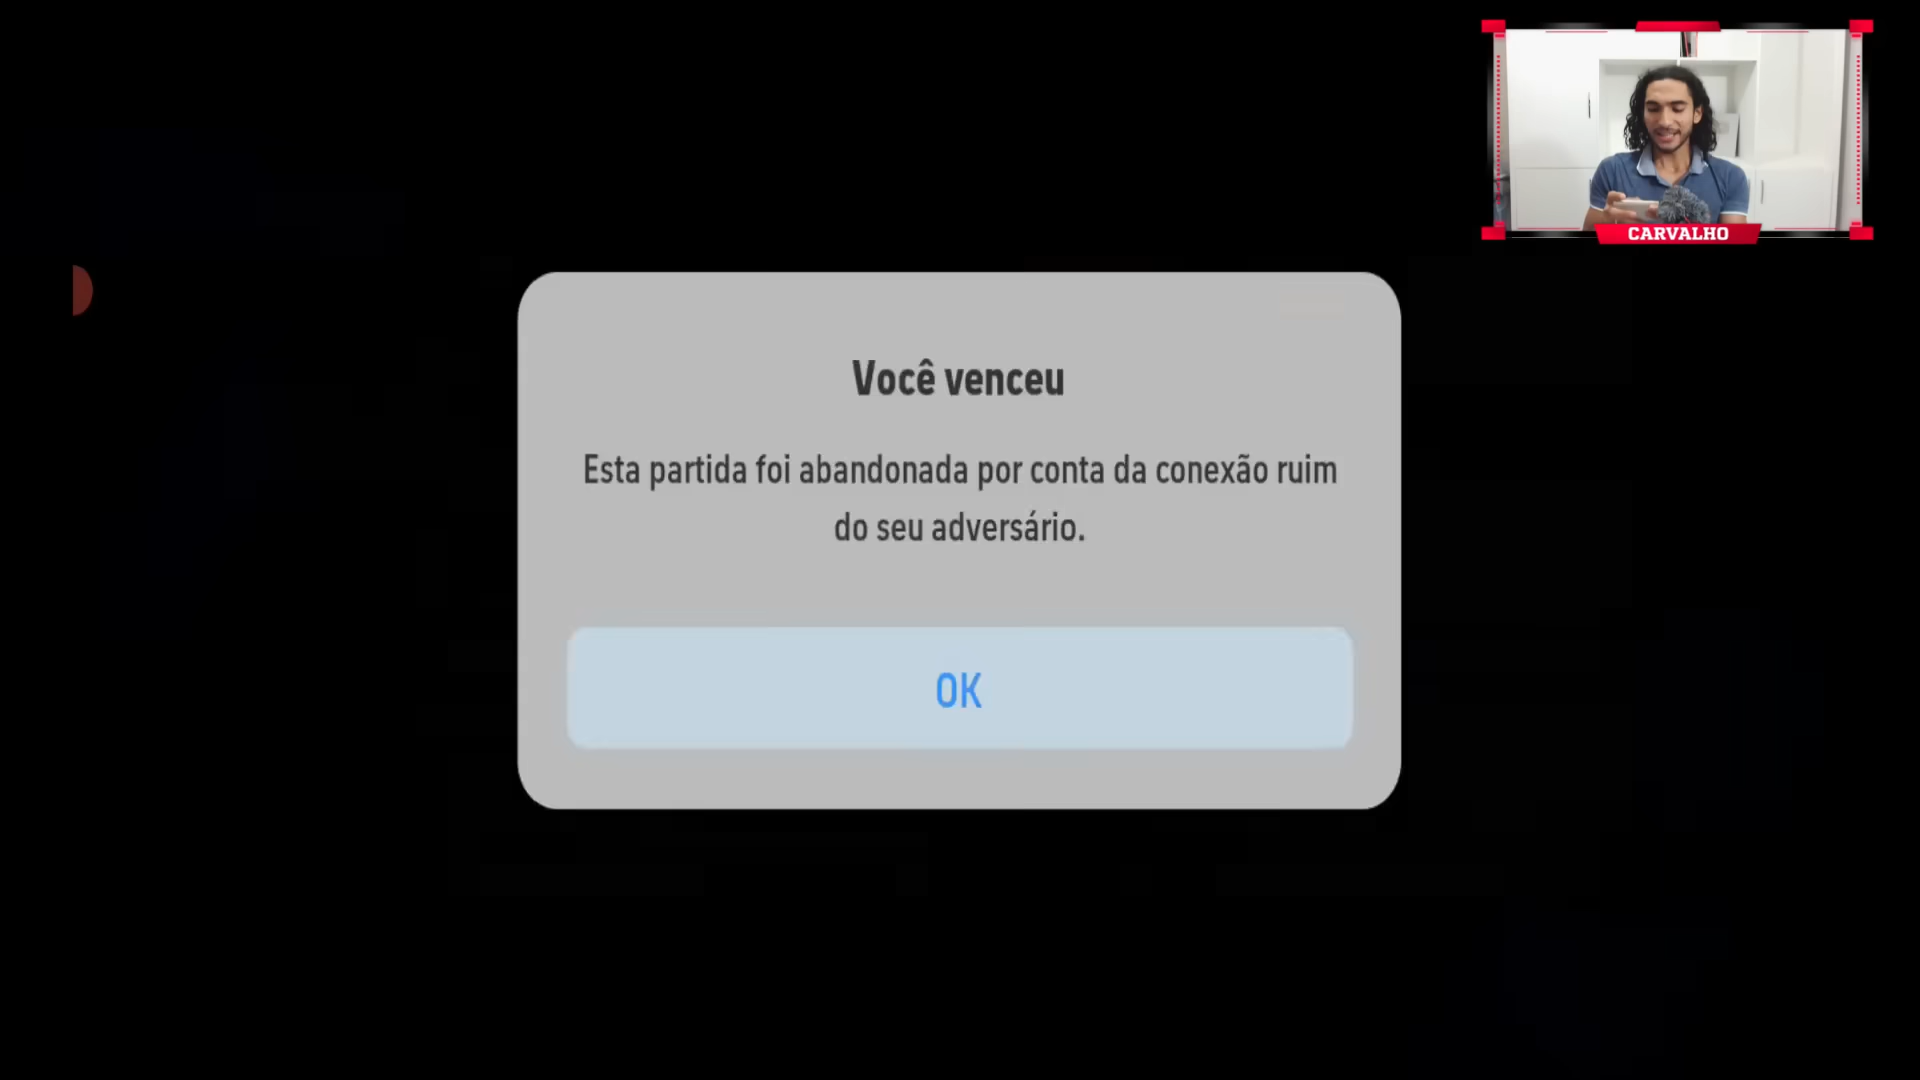 CARVALHO
Você venceu
Esta partida foi abandonada por conta da conexão ruim
do seu adversário.
OK